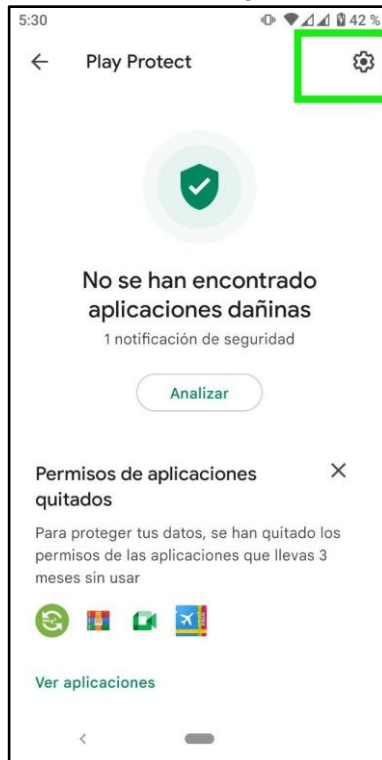 5:30
42 %
Play Protect
No se han encontrado
aplicaciones dañinas
1 notificación de seguridad
Analizar
Permisos de aplicaciones
quitados
Para proteger tus datos, se han quitado los
permisos de las aplicaciones que llevas 3
meses sin usar
Ver aplicaciones